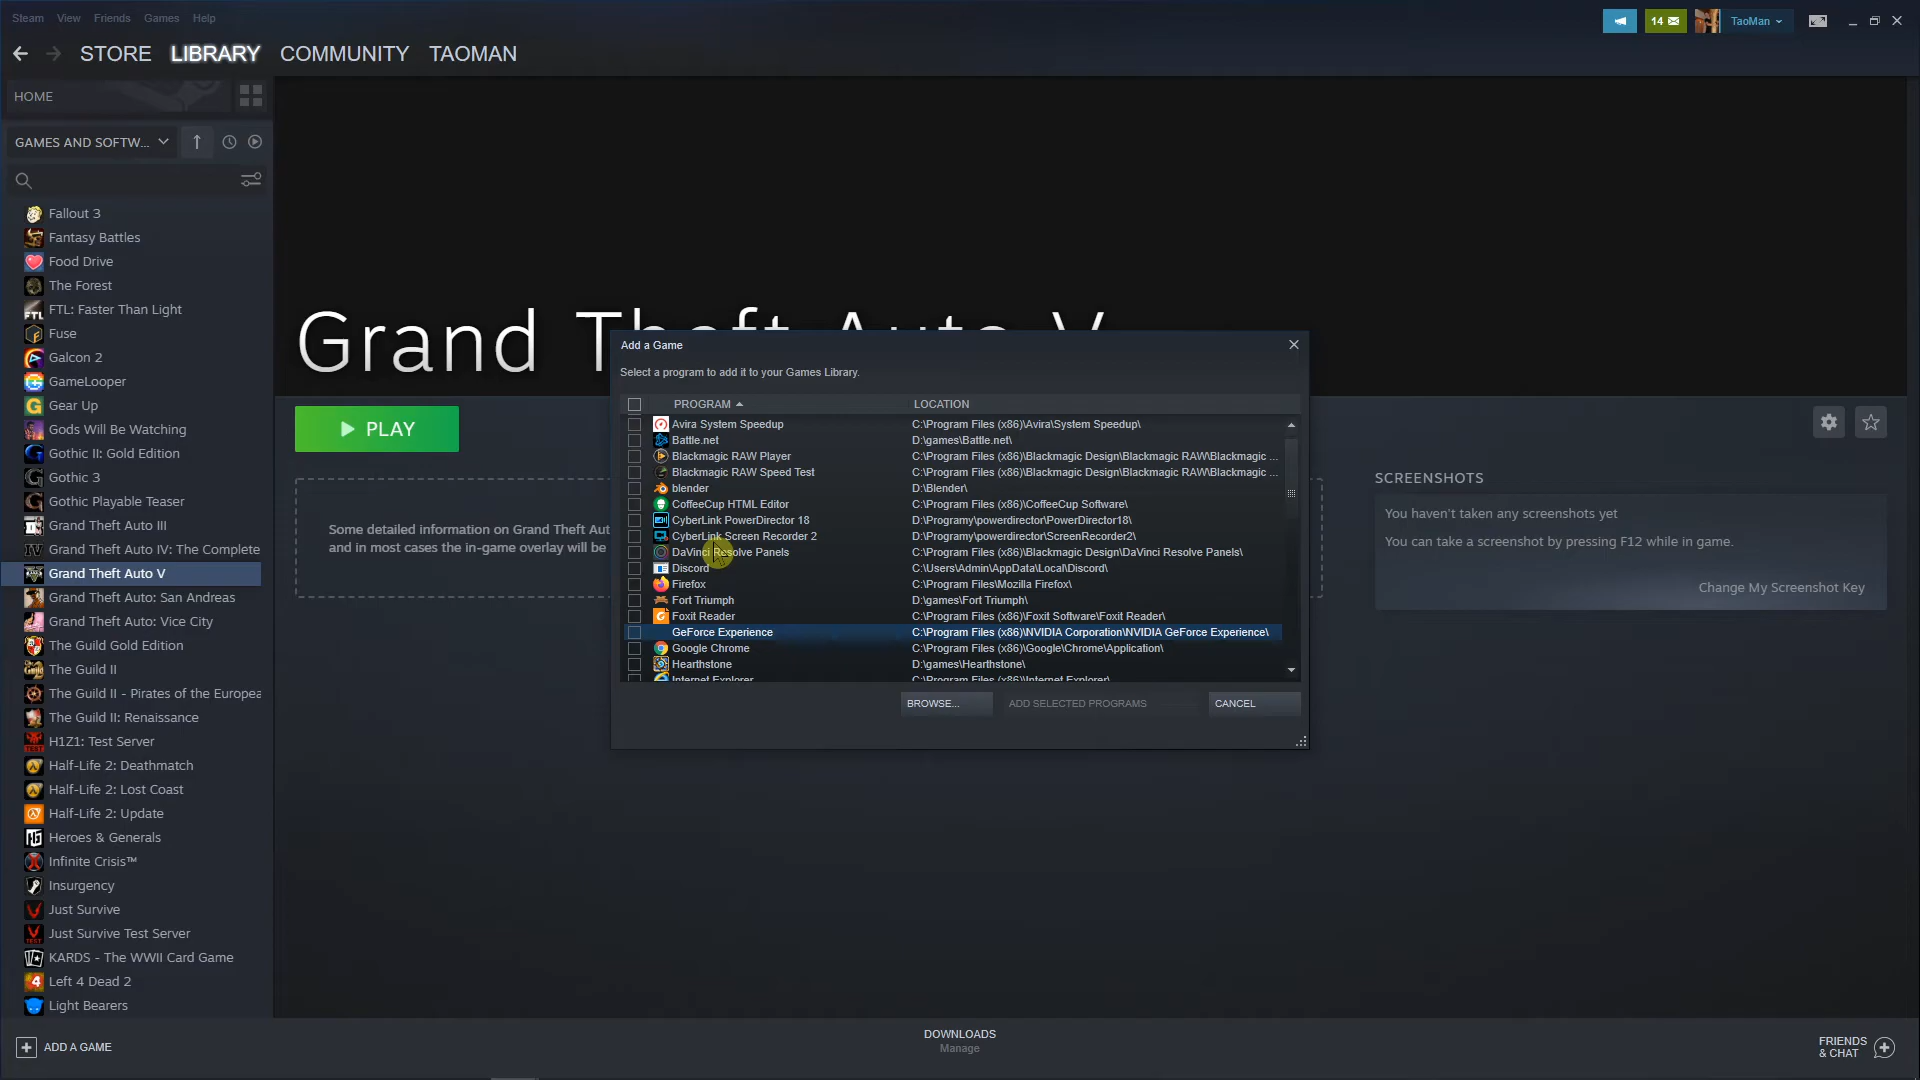 Steam View Friends Games Help
14
TaoMan
STORE LIBRARY COMMUNITY TAOMAN
HOME
GAMES AND SOFTW...
Fallout 3
Fantasy Battles
Food Drive
The Forest
FTL: Faster Than Light
Fuse
Galcon 2
GameLooper
Gear Up
Gods Will Be Watching
Gothic II: Gold Edition
Gothic 3
Gothic Playable Teaser
Grand Theft Auto III
Grand Theft Auto IV: The Complete
Grand Theft Auto V
Grand Theft Auto: San Andreas
Grand Theft Auto: Vice City
The Guild Gold Edition
The Guild II
The Guild II - Pirates of the Europea
The Guild II: Renaissance
H1Z1: Test Server
Half-Life 2: Deathmatch
Half-Life 2: Lost Coast
Half-Life 2: Update
Heroes & Generals
Infinite Crisis™
Insurgency
Just Survive
Just Survive Test Server
KARDS - The WWII Card Game
Left 4 Dead 2
Light Bearers
ADD A GAME
Grand Theft Auto V
PLAY
Some detailed information on Grand Theft Aut
and in most cases the in-game overlay will be
Add a Game
Select a program to add it to your Games Library.
PROGRAM LOCATION
Avira System Speedup C:\Program Files (x86)\Avira\System Speedup\
Battle.net D:\games\Battle.net\
Blackmagic RAW Player C:\Program Files (x86)\Blackmagic Design\Blackmagic RAW\Blackmagic ...
Blackmagic RAW Speed Test C:\Program Files (x86)\Blackmagic Design\Blackmagic RAW\Blackmagic ...
blender D:\Blender\
CoffeeCup HTML Editor C:\Program Files (x86)\CoffeeCup Software\
CyberLink PowerDirector 18 D:\Programy\powerdirector\PowerDirector18\
CyberLink Screen Recorder 2 D:\Programy\powerdirector\ScreenRecorder2\
DaVinci Resolve Panels C:\Program Files (x86)\Blackmagic Design\DaVinci Resolve Panels\
Discord C:\Users\Admin\AppData\Local\Discord\
Firefox C:\Program Files\Mozilla Firefox\
Fort Triumph D:\games\Fort Triumph\
Foxit Reader C:\Program Files (x86)\Foxit Software\Foxit Reader\
GeForce Experience C:\Program Files (x86)\NVIDIA Corporation\NVIDIA GeForce Experience\
Google Chrome C:\Program Files (x86)\Google\Chrome\Application\
Hearthstone D:\games\Hearthstone\
Internet Explorer C:\Program Files (x86)\Internet Explorer\
BROWSE... ADD SELECTED PROGRAMS CANCEL
SCREENSHOTS
You haven't taken any screenshots yet
You can take a screenshot by pressing F12 while in game.
Change My Screenshot Key
DOWNLOADS
Manage
FRIENDS
& CHAT